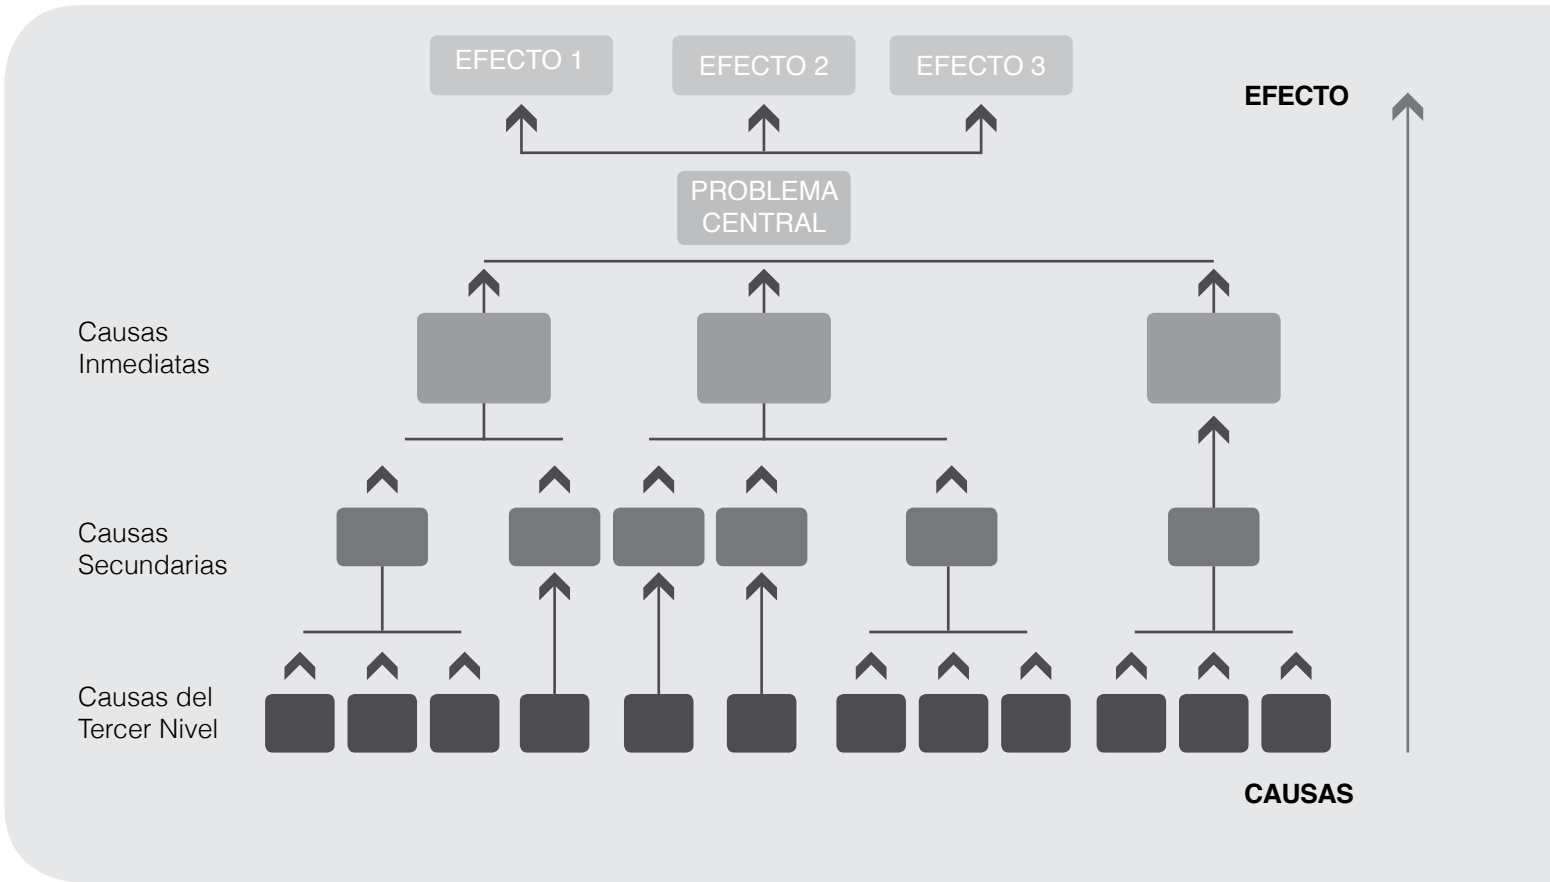 EFECTO 1
EFECTO 2
EFECTO 3
EFECTO
PROBLEMA
CENTRAL
Causas
Inmediatas
Causas
Secundarias
Causas del
Tercer Nivel
CAUSAS